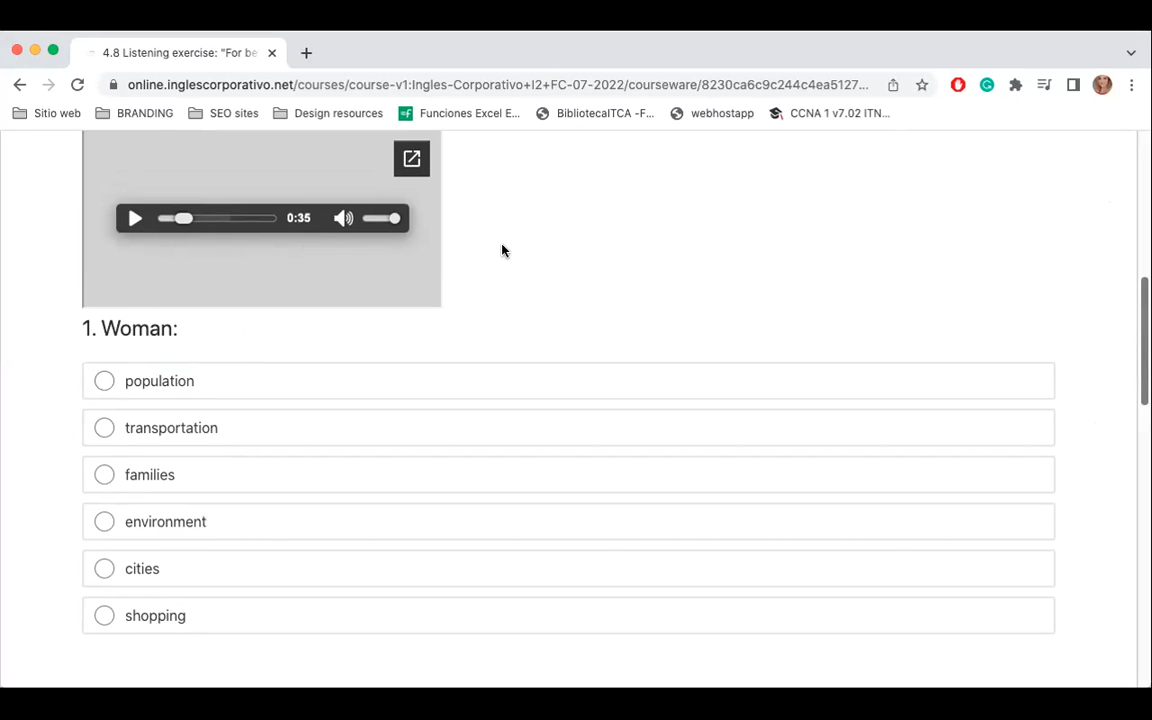 4.8 Listening exercise: "For be
online.inglescorporativo.net/courses/course-v1:Ingles-Corporativo+I2+FC-07-2022/courseware/8230ca6c9c244c4ea5127...
Sitio web BRANDING SEO sites Design resources Funciones Excel E... BibliotecaITCA -F... webhostapp CCNA 1 v7.02 ITN...
0:35
1. Woman:
population
transportation
families
environment
cities
shopping